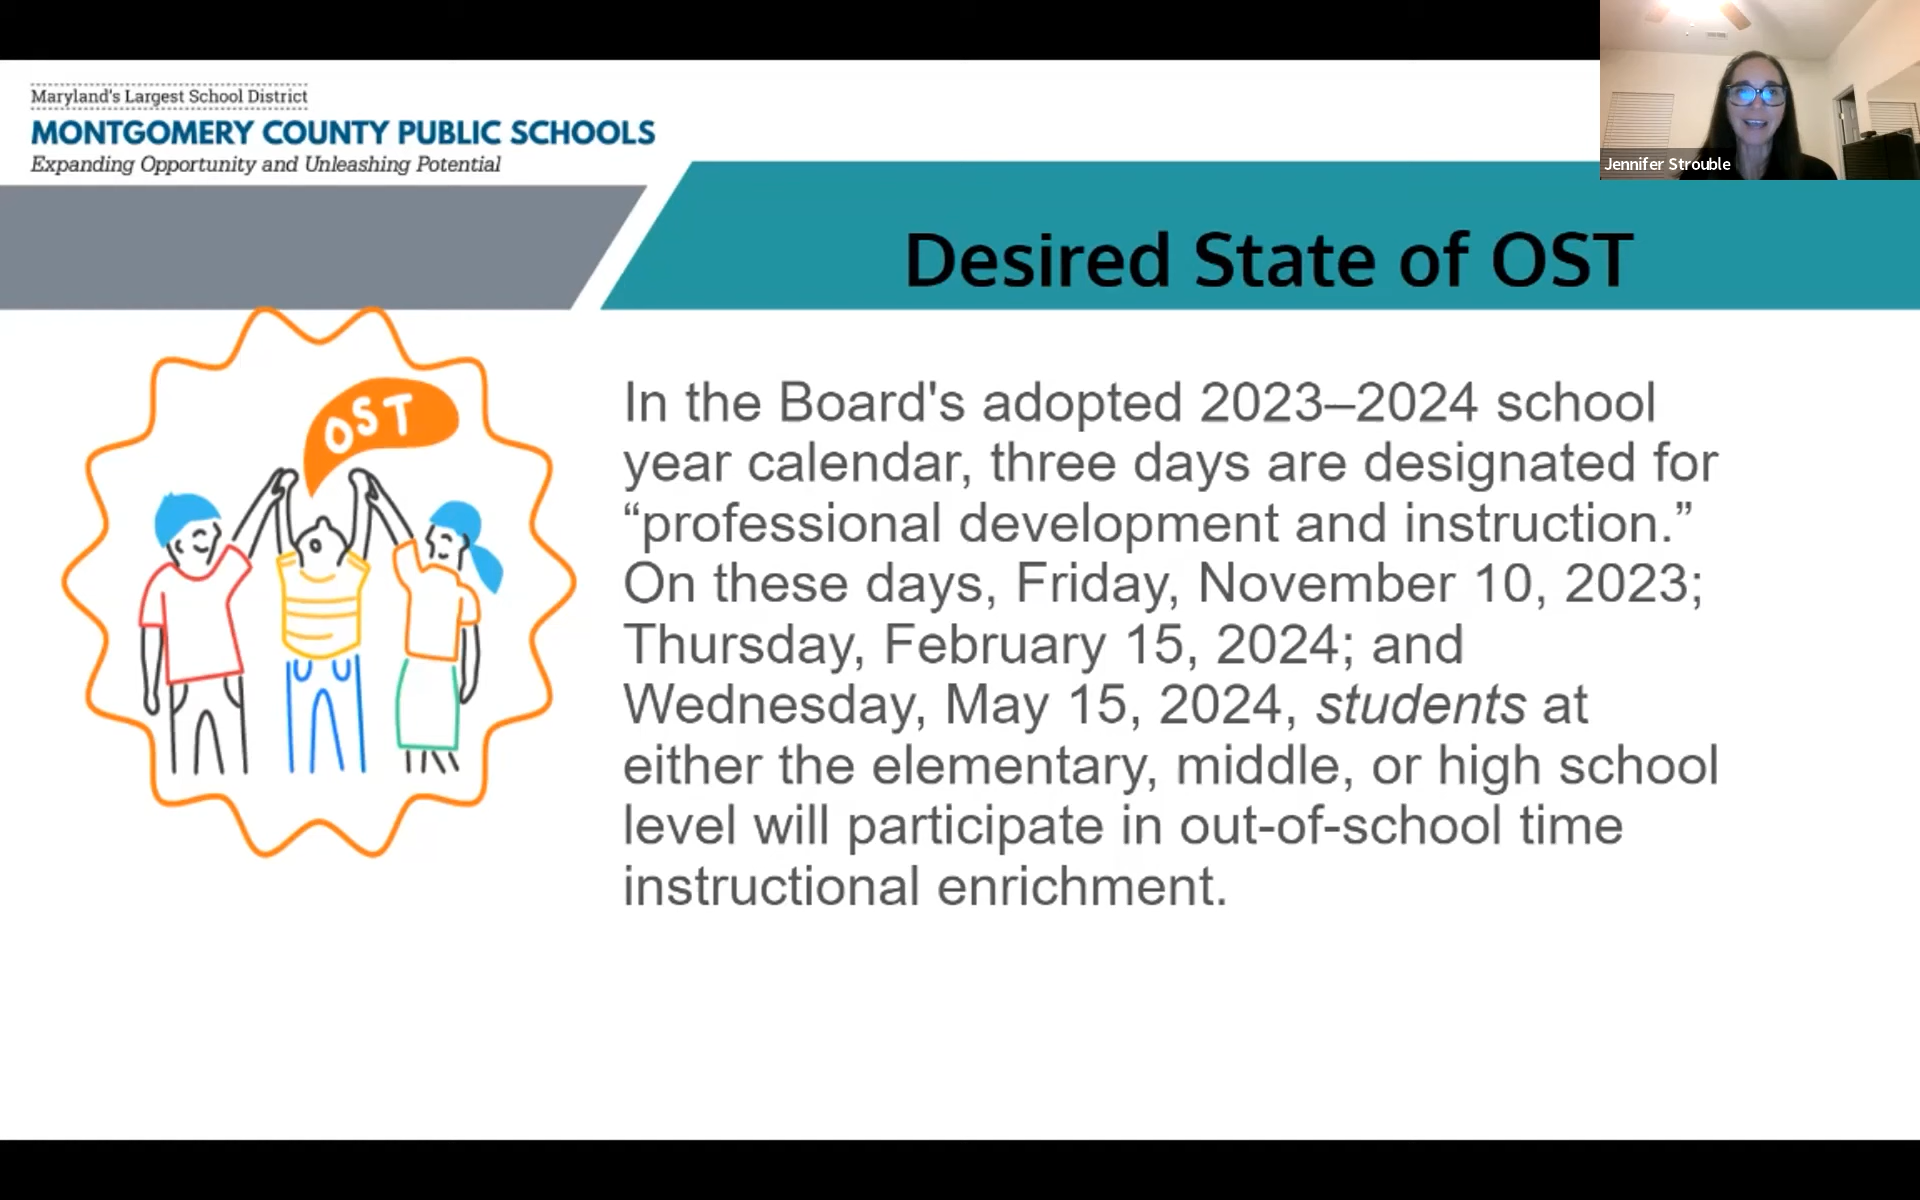 Maryland's Largest School District
MONTGOMERY COUNTY PUBLIC SCHOOLS
Expanding Opportunity and Unleashing Potential
Jennifer Strouble
Desired State of OST
OST
In the Board's adopted 2023–2024 school
year calendar, three days are designated for
“professional development and instruction.”
On these days, Friday, November 10, 2023;
Thursday, February 15, 2024; and
Wednesday, May 15, 2024, students at
either the elementary, middle, or high school
level will participate in out-of-school time
instructional enrichment.